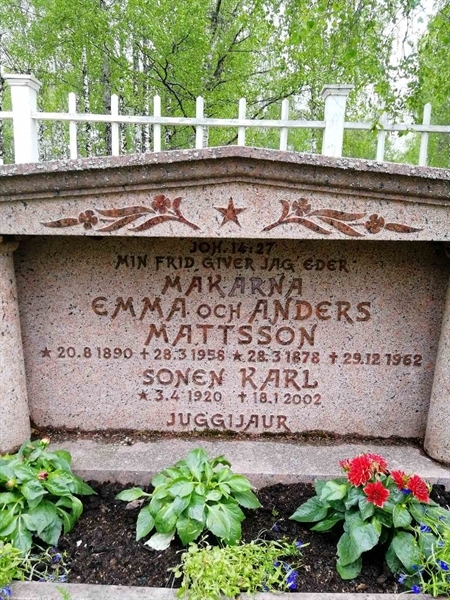 JOH. 14:27
MIN FRID GIVER JAG EDER
MAKARNA
EMMA OCH ANDERS
MATTSSON
★ 20.8 1890 + 28.3 1958 ★ 28.3 1878 + 29.12 1962
SONEN KARL
★ 3.4 1920 + 18.1 2002
JUGGIJAUR